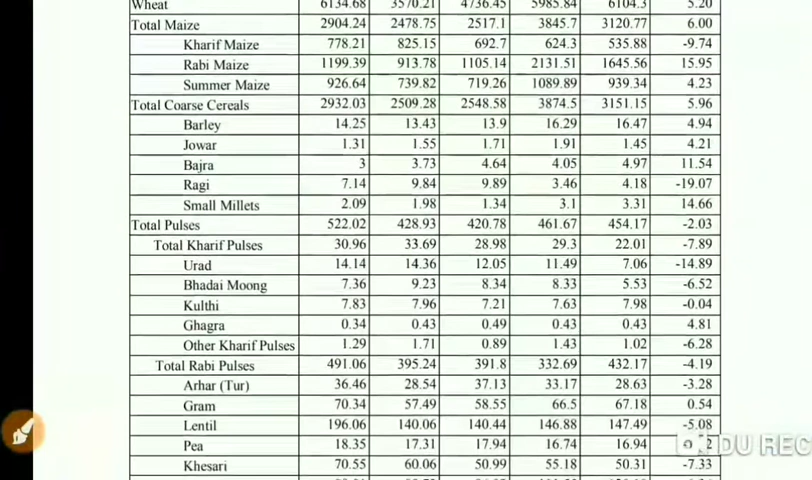 Wheat 6134.68 3570.21 4736.45 5985.84 6104.3 5.20
Total Maize 2904.24 2478.75 2517.1 3845.7 3120.77 6.00
Kharif Maize 778.21 825.15 692.7 624.3 535.88 -9.74
Rabi Maize 1199.39 913.78 1105.14 2131.51 1645.56 15.95
Summer Maize 926.64 739.82 719.26 1089.89 939.34 4.23
Total Coarse Cereals 2932.03 2509.28 2548.58 3874.5 3151.15 5.96
Barley 14.25 13.43 13.9 16.29 16.47 4.94
Jowar 1.31 1.55 1.71 1.91 1.45 4.21
Bajra 3 3.73 4.64 4.05 4.97 11.54
Ragi 7.14 9.84 9.89 3.46 4.18 -19.07
Small Millets 2.09 1.98 1.34 3.1 3.31 14.66
Total Pulses 522.02 428.93 420.78 461.67 454.17 -2.03
Total Kharif Pulses 30.96 33.69 28.98 29.3 22.01 -7.89
Urad 14.14 14.36 12.05 11.49 7.06 -14.89
Bhadai Moong 7.36 9.23 8.34 8.33 5.53 -6.52
Kulthi 7.83 7.96 7.21 7.63 7.98 -0.04
Ghagra 0.34 0.43 0.49 0.43 0.43 4.81
Other Kharif Pulses 1.29 1.71 0.89 1.43 1.02 -6.28
Total Rabi Pulses 491.06 395.24 391.8 332.69 432.17 -4.19
Arhar (Tur) 36.46 28.54 37.13 33.17 28.63 -3.28
Gram 70.34 57.49 58.55 66.5 67.18 0.54
Lentil 196.06 140.06 140.44 146.88 147.49 -5.08
Pea 18.35 17.31 17.94 16.74 16.94
DU REC
Khesari 70.55 60.06 50.99 55.18 50.31 -7.33